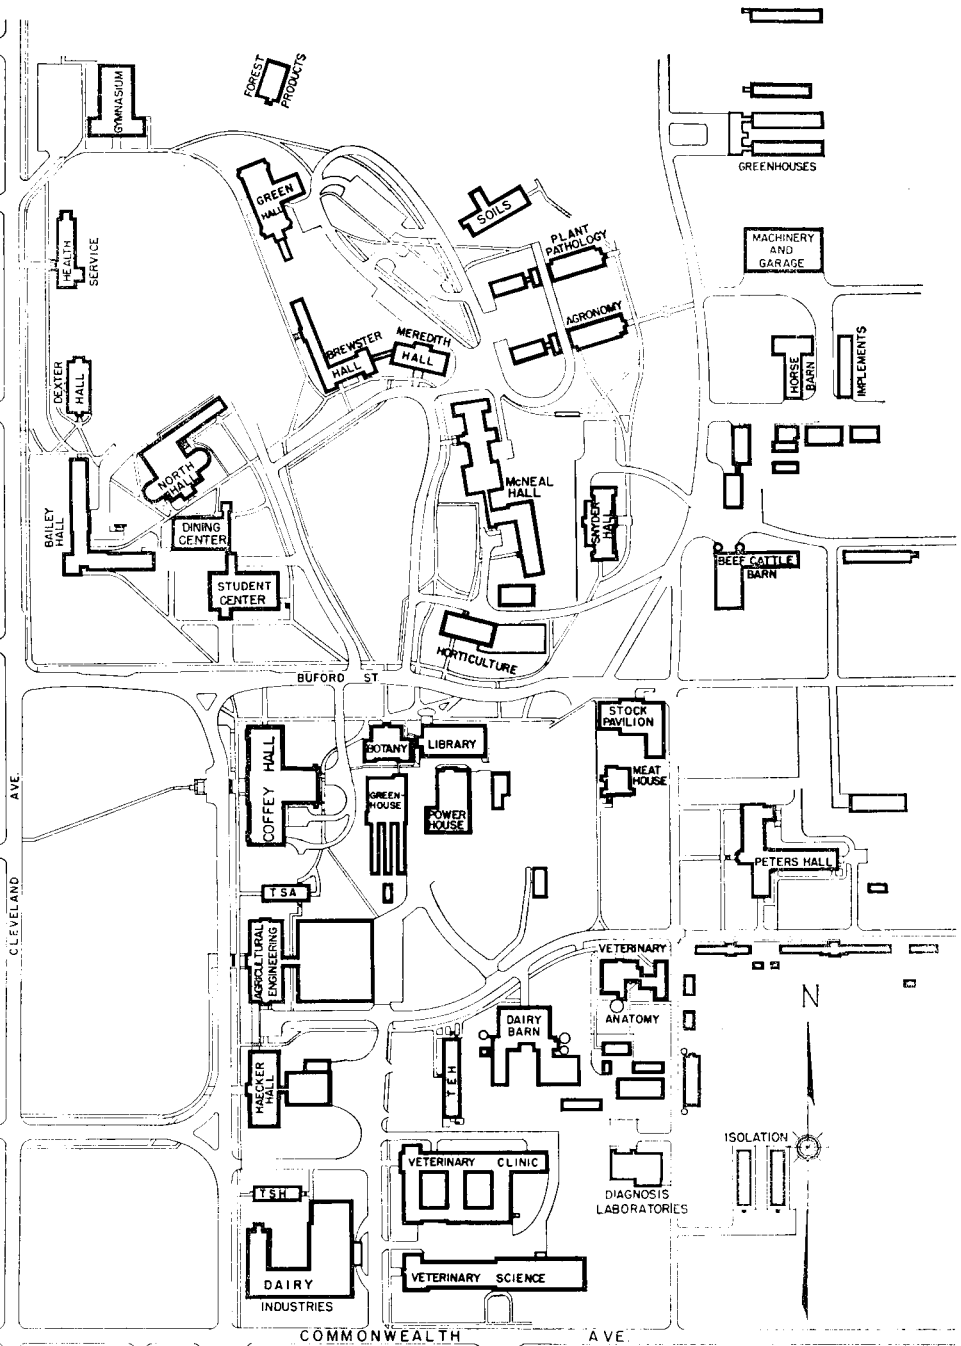 FOREST
PRODUCTS
GYMNASIUM
GREENHOUSES
GREEN
HALL
SOILS
PLANT
PATHOLOGY
MACHINERY
AND
GARAGE
HEALTH
SERVICE
AGRONOMY
BREWSTER
HALL
MEREDITH
HALL
HORSE
BARN
IMPLEMENTS
DEXTER
HALL
NORTH
HALL
McNEAL
HALL
SNYDER
HALL
BAILEY
HALL
DINING
CENTER
STUDENT
CENTER
BEEF CATTLE
BARN
HORTICULTURE
BUFORD ST.
STOCK
PAVILION
COFFEY HALL
BOTANY
LIBRARY
MEAT
HOUSE
GREEN-
HOUSE
POWER
HOUSE
CLEVELAND AVE.
PETERS HALL
TSA
AGRICULTURAL
ENGINEERING
VETERINARY
ANATOMY
N
DAIRY
BARN
HAECKER
HALL
TEH
ISOLATION
VETERINARY CLINIC
DIAGNOSIS
LABORATORIES
TSH
DAIRY
INDUSTRIES
VETERINARY SCIENCE
COMMONWEALTH AVE.